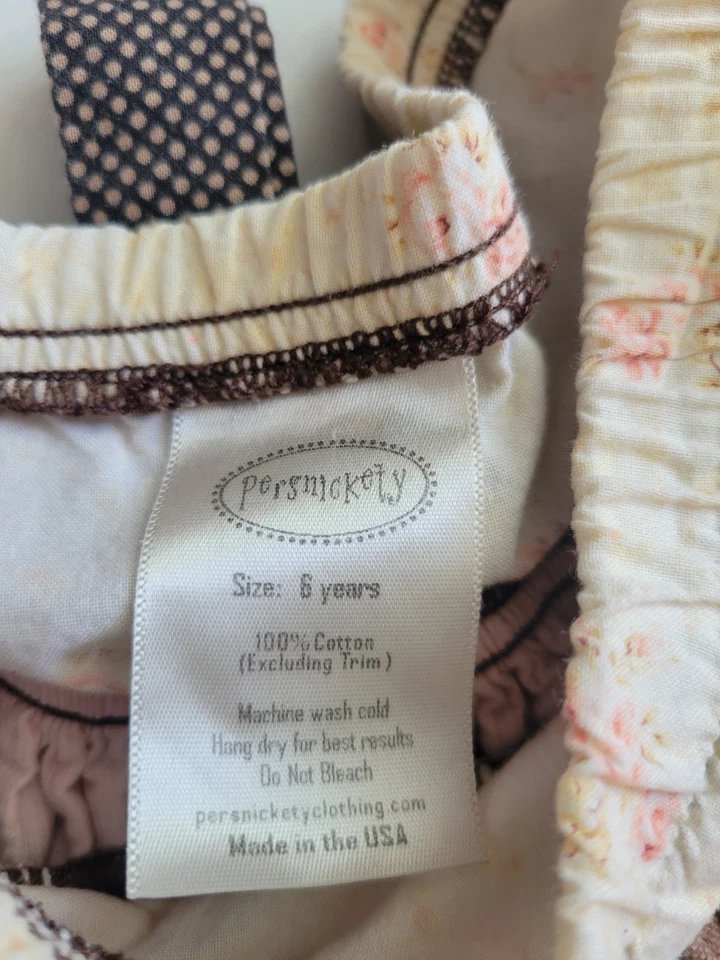 persnickety
Size: 6 years
100% Cotton
(Excluding Trim)
Machine wash cold
Hang dry for best results
Do Not Bleach
persnicketyclothing.com
Made in the USA